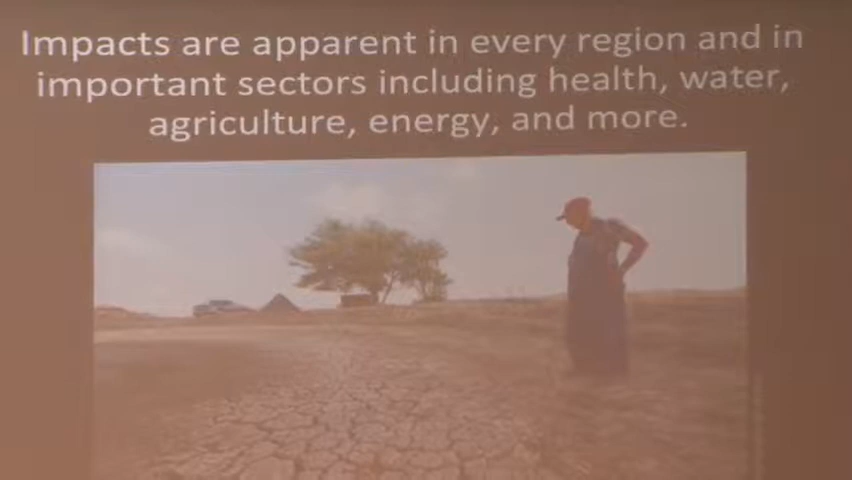 Impacts are apparent in every region and in
important sectors including health, water,
agriculture, energy, and more.